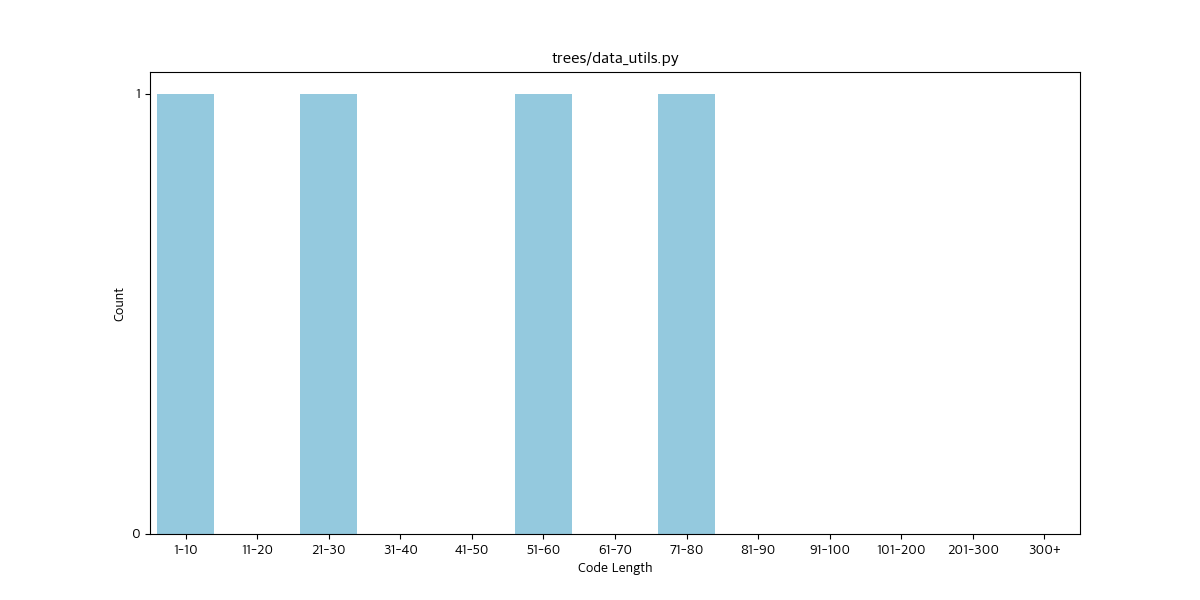 trees/data_utils.py
1
Count
0
1-10 11-20 21-30 31-40 41-50 51-60 61-70 71-80 81-90 91-100 101-200 201-300 300+
Code Length